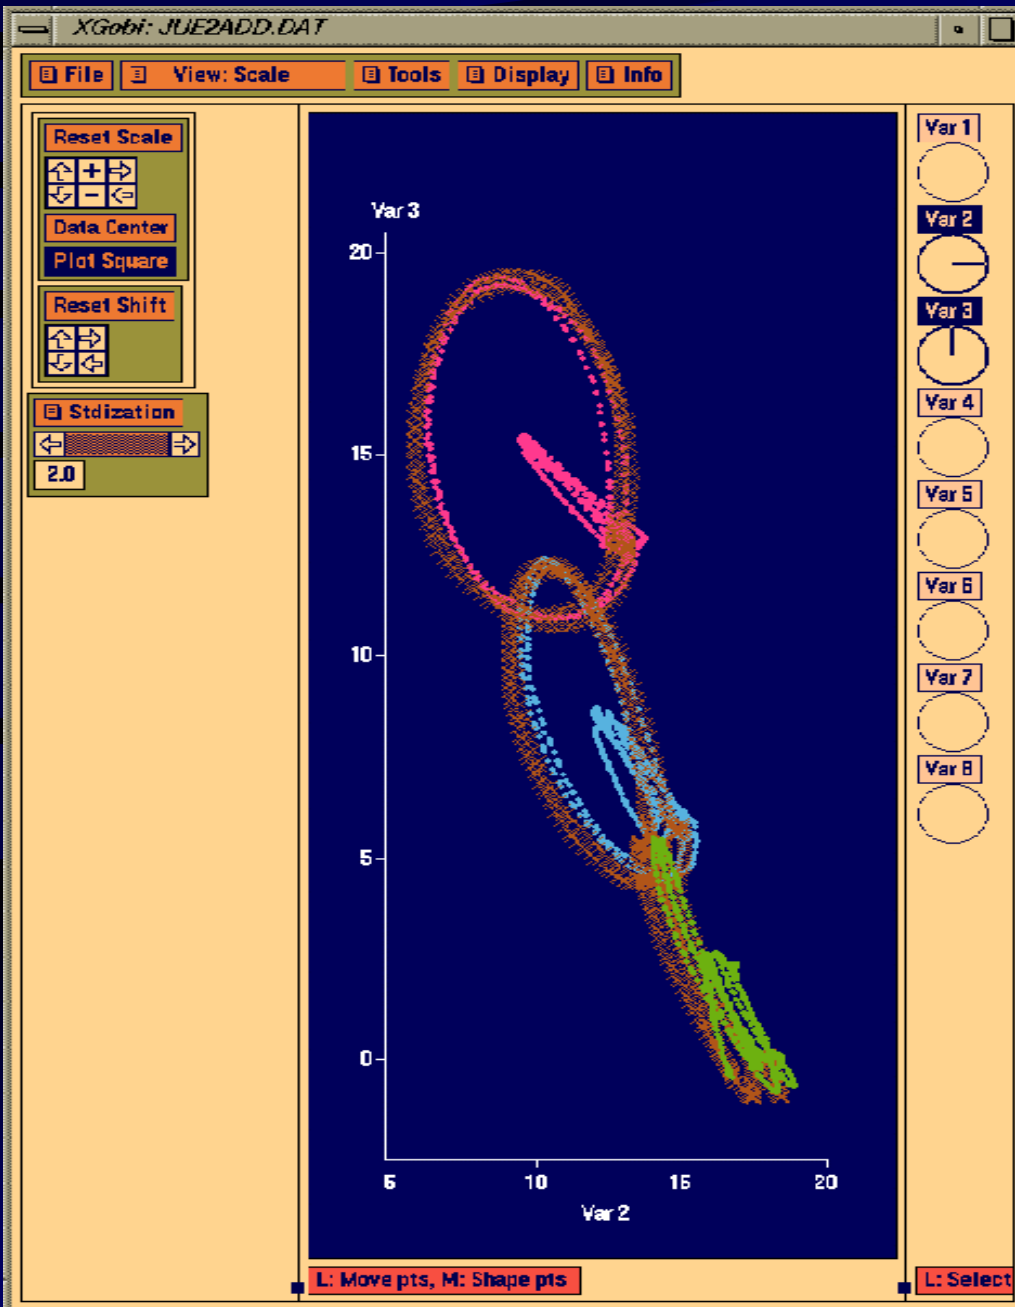 XGobi: JUE2ADD.DAT
File View: Scale Tools Display Info
Reset Scale
Data Center
Plot Square
Reset Shift
Stdization
2.0
Var 3
20
15
10
5
0
5 10 15 20
Var 2
Var 1
Var 2
Var 3
Var 4
Var 5
Var 6
Var 7
Var 8
L: Move pts, M: Shape pts
L: Select